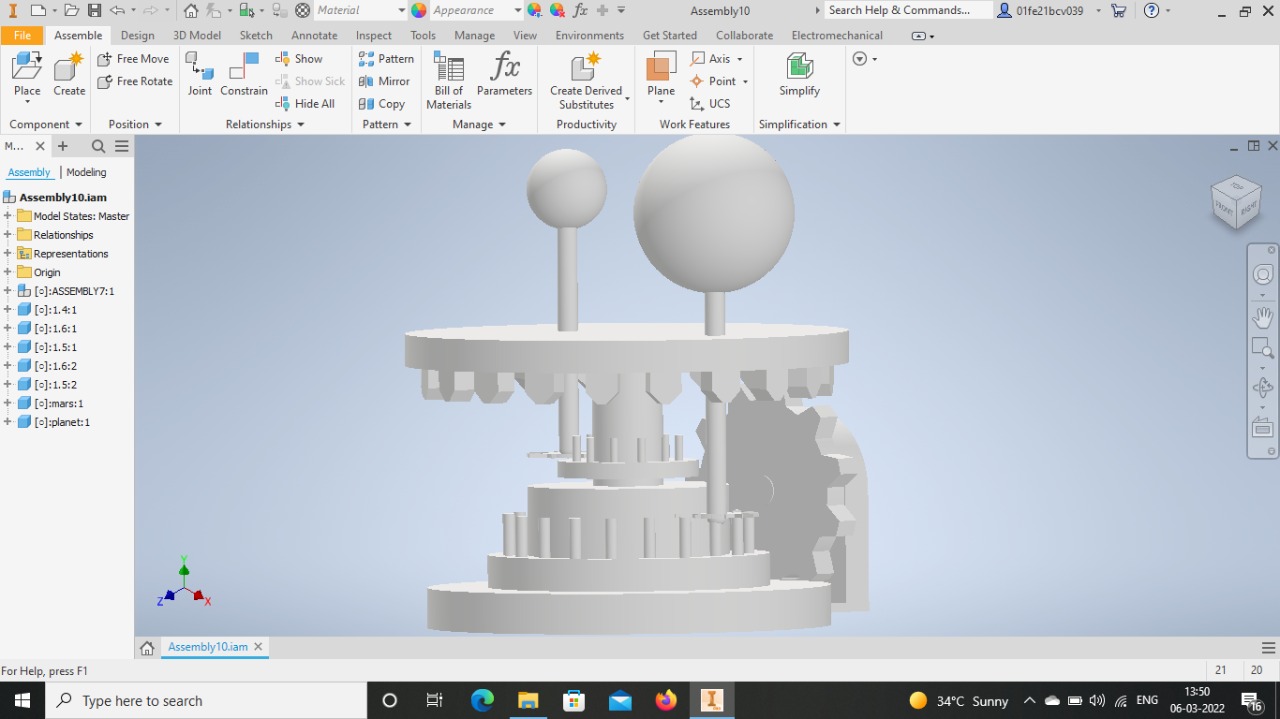 Material
Appearance
fx
Assembly10
Search Help & Commands...
01fe21bcv039
File
Assemble
Design
3D Model
Sketch
Annotate
Inspect
Tools
Manage
View
Environments
Get Started
Collaborate
Electromechanical
Place
Create
Free Move
Free Rotate
Joint
Constrain
Show
Show Sick
Hide All
Pattern
Mirror
Copy
Bill of
Materials
fx
Parameters
Create Derived
Substitutes
Plane
Axis
Point
UCS
Simplify
Component
Position
Relationships
Pattern
Manage
Productivity
Work Features
Simplification
M...
Assembly
Modeling
Assembly10.iam
Model States: Master
Relationships
Representations
Origin
[○]:ASSEMBLY7:1
[○]:1.4:1
[○]:1.6:1
[○]:1.5:1
[○]:1.6:2
[○]:1.5:2
[○]:mars:1
[○]:planet:1
TOP
FRONT
RIGHT
Y
Z
X
Assembly10.iam
For Help, press F1
21
20
Type here to search
34°C Sunny
ENG
13:50
06-03-2022
16